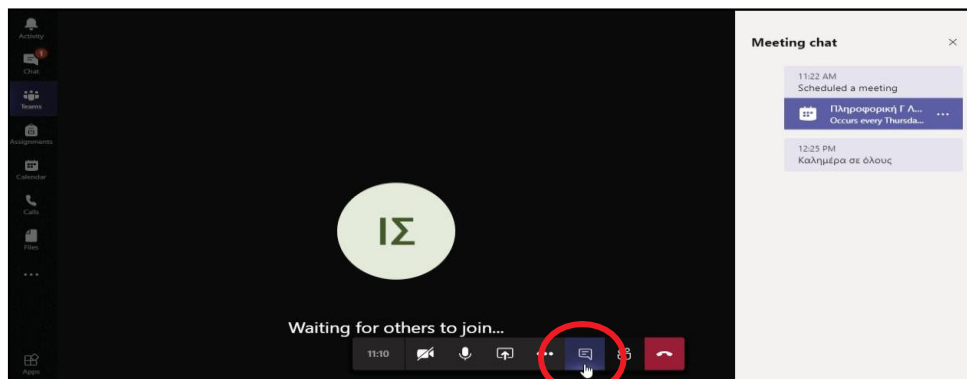 Activity
1
Chat
Teams
Assignments
Calendar
Calls
Files
Apps
ΙΣ
Waiting for others to join...
11:10
Meeting chat
11:22 AM
Scheduled a meeting
Πληροφορική Γ Λ...
Occurs every Thursda...
12:25 PM
Καλημέρα σε όλους